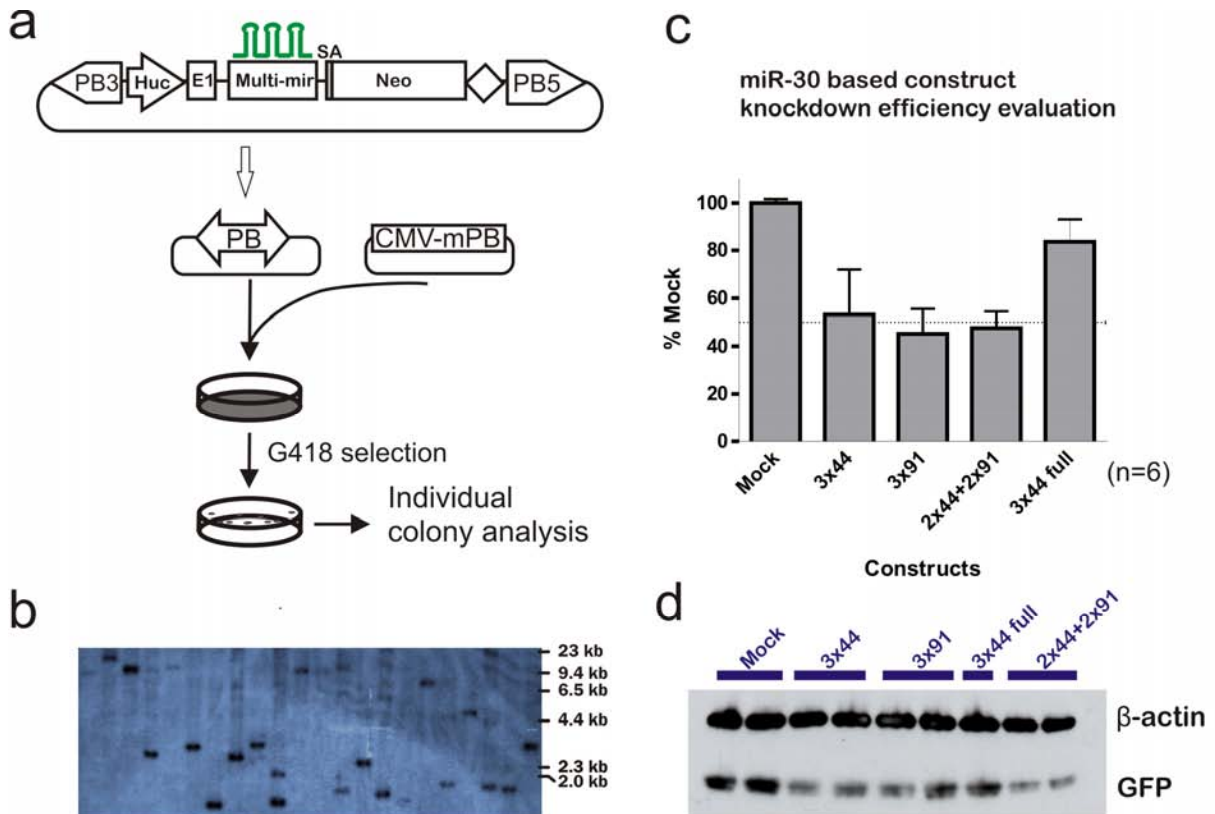 a
SA
PB3
Huc
E1
Multi-mir
Neo
PB5
PB
CMV-mPB
G418 selection
Individual
colony analysis
b
23 kb
9.4 kb
6.5 kb
4.4 kb
2.3 kb
2.0 kb
c
miR-30 based construct
knockdown efficiency evaluation
% Mock
100
80
60
40
20
0
Mock
3x44
3x91
2x44+2x91
3x44 full
(n=6)
Constructs
d
Mock
3x44
3x91
3x44 full
2x44+2x91
β-actin
GFP